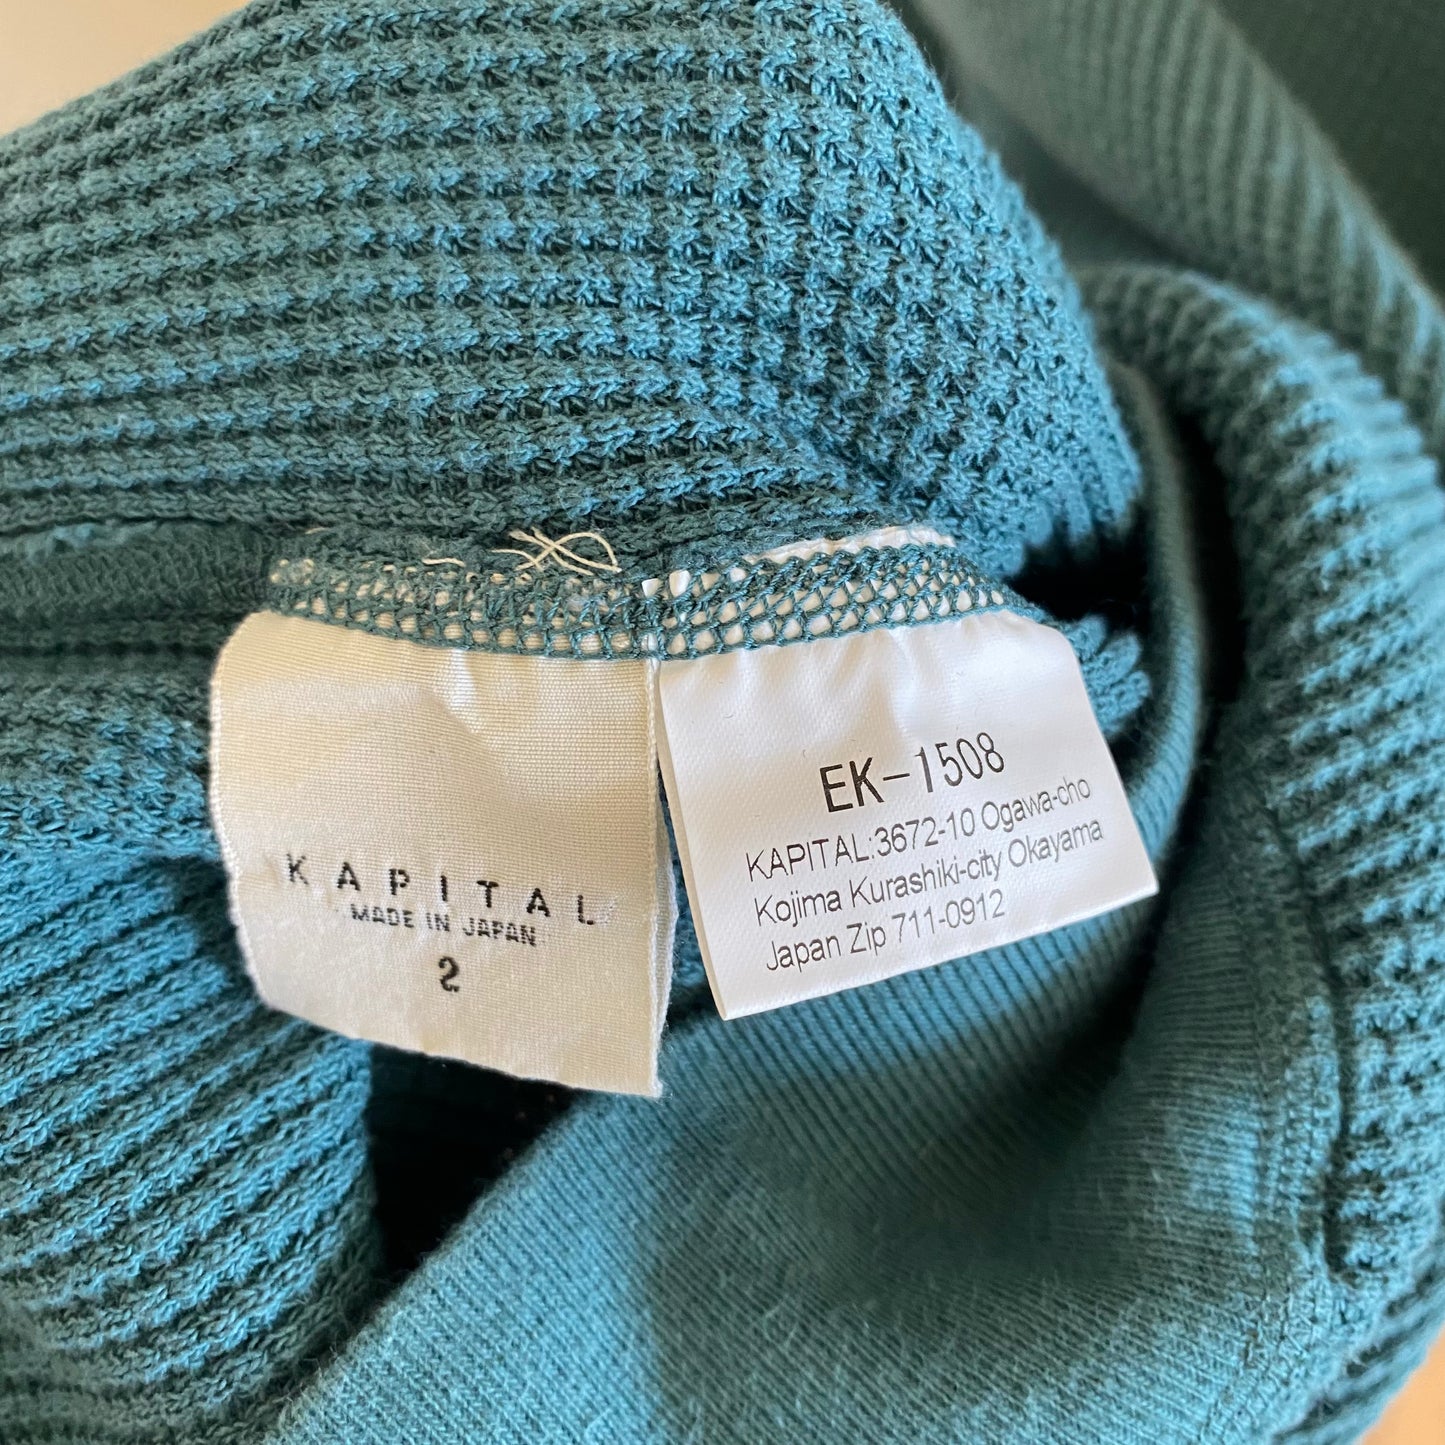 KAPITAL
MADE IN JAPAN
2
EK-1508
KAPITAL:3672-10 Ogawa-cho
Kojima Kurashiki-city Okayama
Japan Zip 711-0912